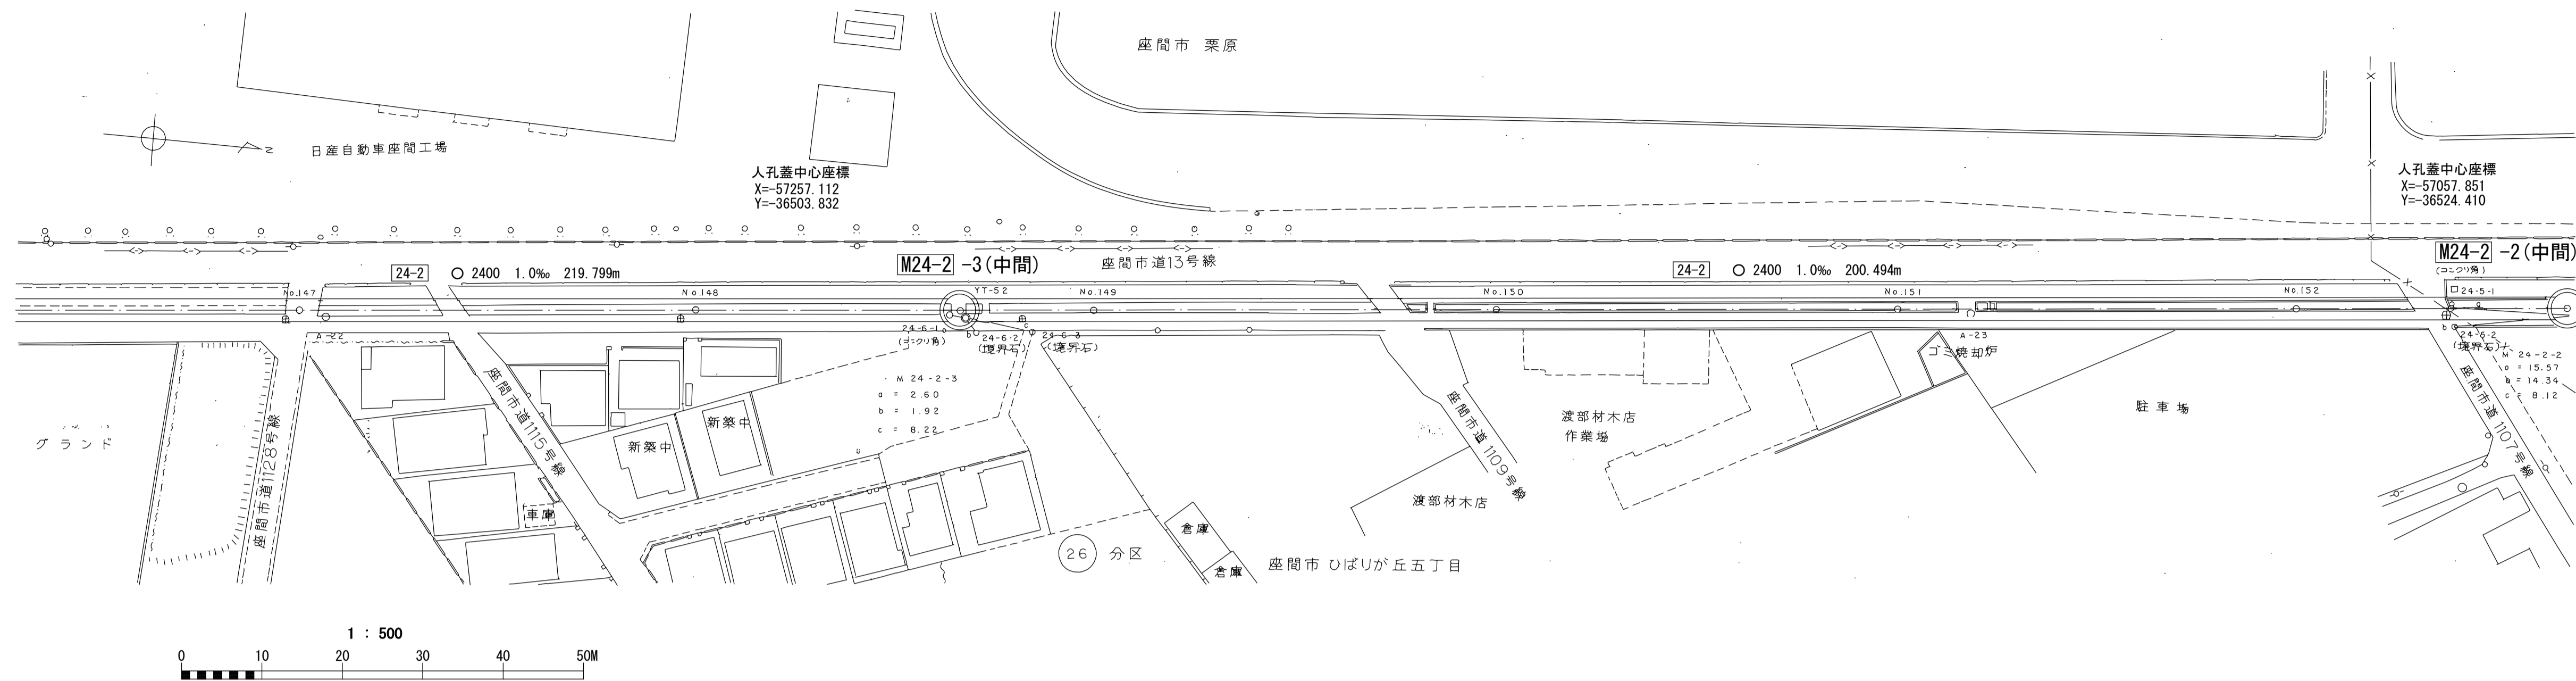 座間市 栗原
日産自動車座間工場
N
人孔蓋中心座標
X=-57257.112
Y=-36503.832
人孔蓋中心座標
X=-57057.851
Y=-36524.410
24-2 ○ 2400 1.0‰ 219.799m
M24-2 -3(中間)
座間市道13号線
24-2 ○ 2400 1.0‰ 200.494m
M24-2 -2(中間)
(コンクリ角)
No.147
No.148
YT-52
No.149
No.150
No.151
No.152
24-5-1
A-22
24-6-1
(コンクリ角)
a
b
c
24-6-2
(境界石)
24-6-3
(境界石)
A-23
ゴミ焼却炉
a
b
24-6-2
(境界石)
M 24-2-3
a = 2.60
b = 1.92
c = 8.22
M 24-2-2
a = 15.57
b = 14.34
c = 8.12
グランド
座間市道1128号線
座間市道1115号線
新築中
新築中
車庫
座間市道1109号線
渡部材木店
作業場
渡部材木店
駐車場
座間市道1107号線
倉庫
倉庫
26 分区
座間市 ひばりが丘五丁目
1 : 500
0 10 20 30 40 50M